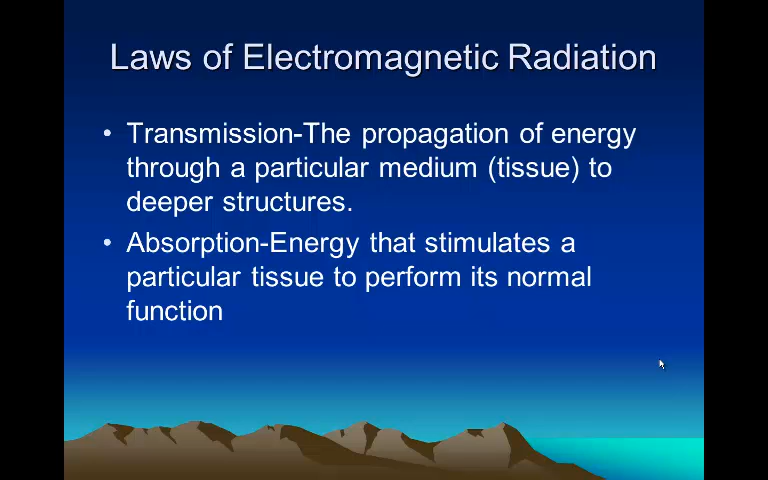 Laws of Electromagnetic Radiation
• Transmission-The propagation of energy
through a particular medium (tissue) to
deeper structures.
• Absorption-Energy that stimulates a
particular tissue to perform its normal
function